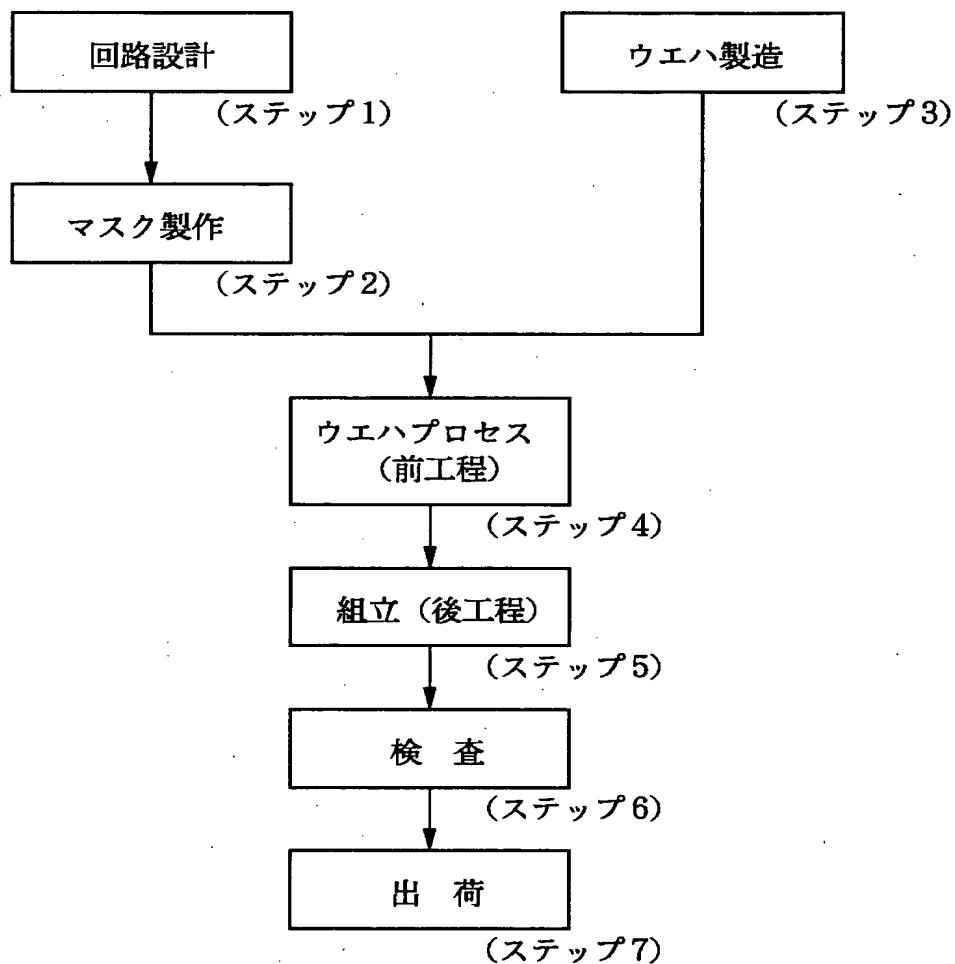 回路設計
(ステップ1)
ウエハ製造
(ステップ3)
マスク製作
(ステップ2)
ウエハプロセス
(前工程)
(ステップ4)
組立(後工程)
(ステップ5)
検 査
(ステップ6)
出 荷
(ステップ7)